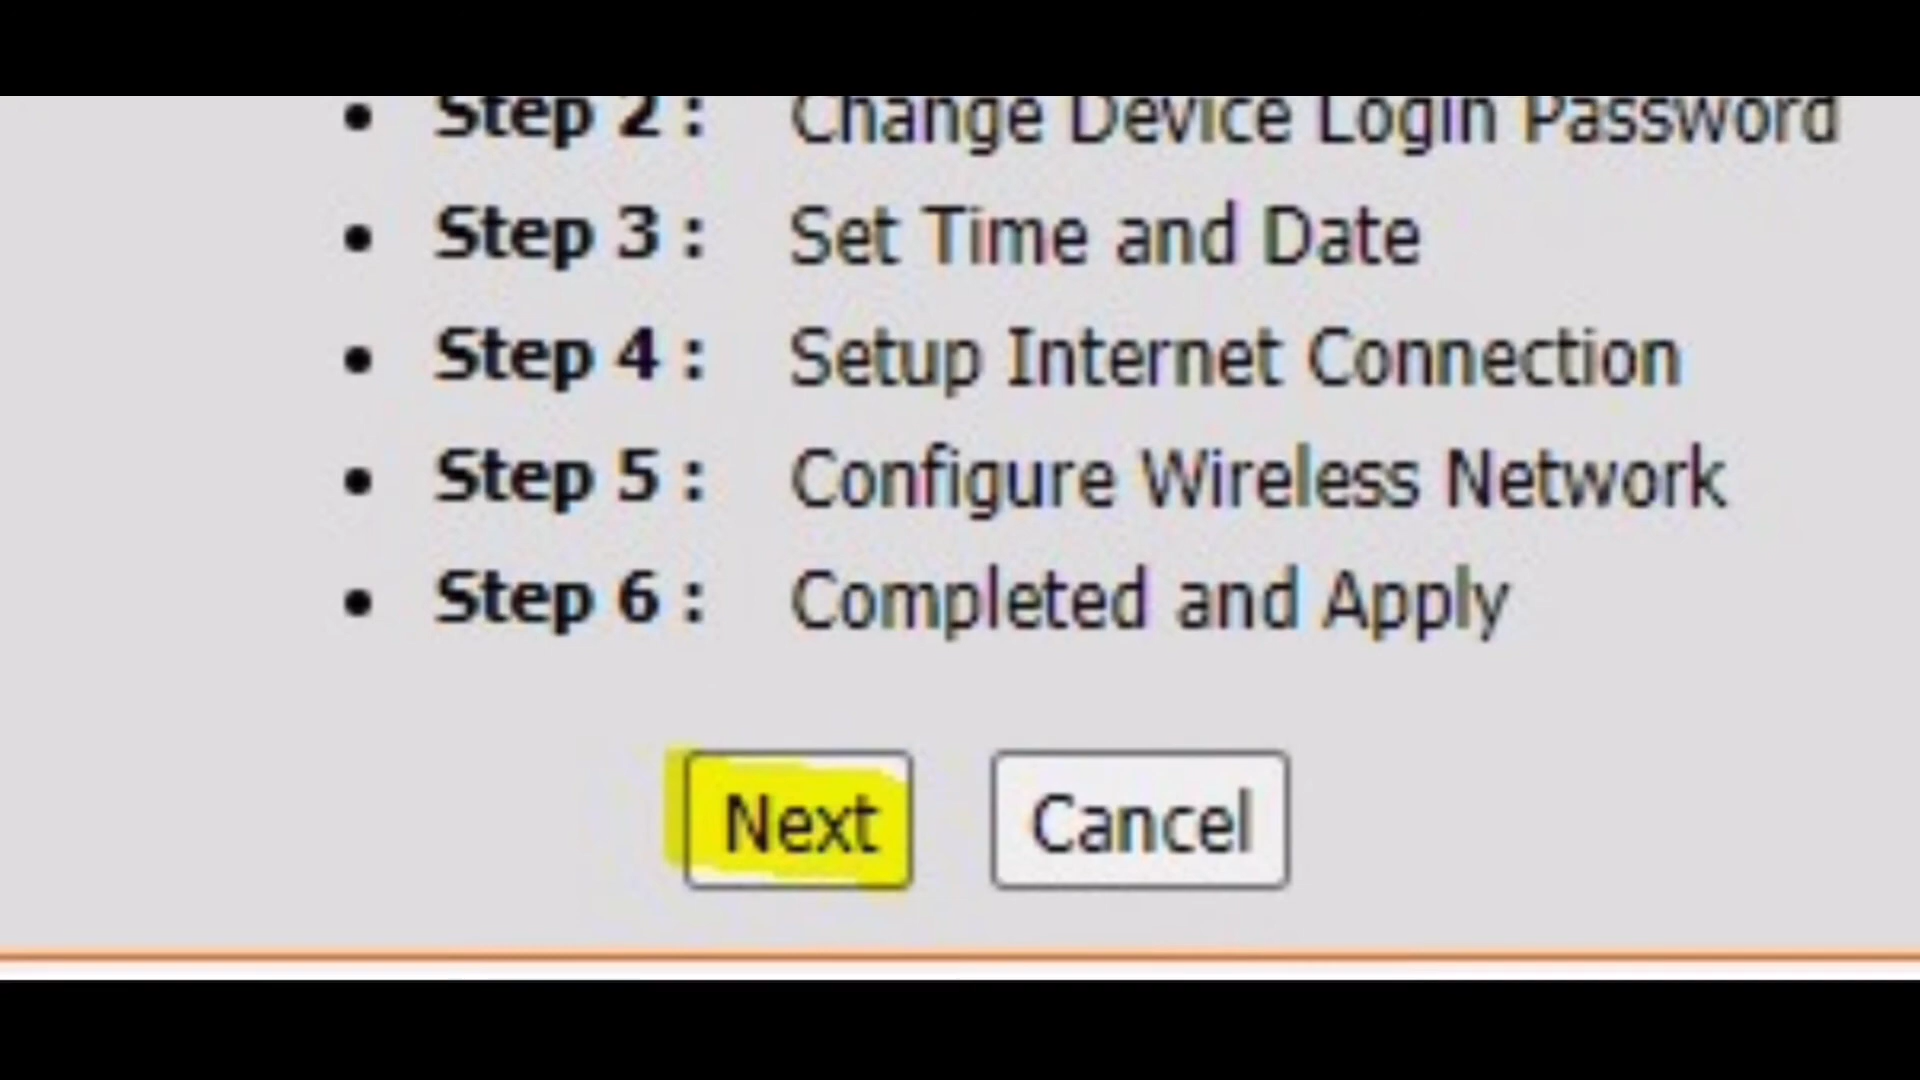 Step 2 : Change Device Login Password
Step 3 : Set Time and Date
Step 4 : Setup Internet Connection
Step 5 : Configure Wireless Network
Step 6 : Completed and Apply
Next Cancel